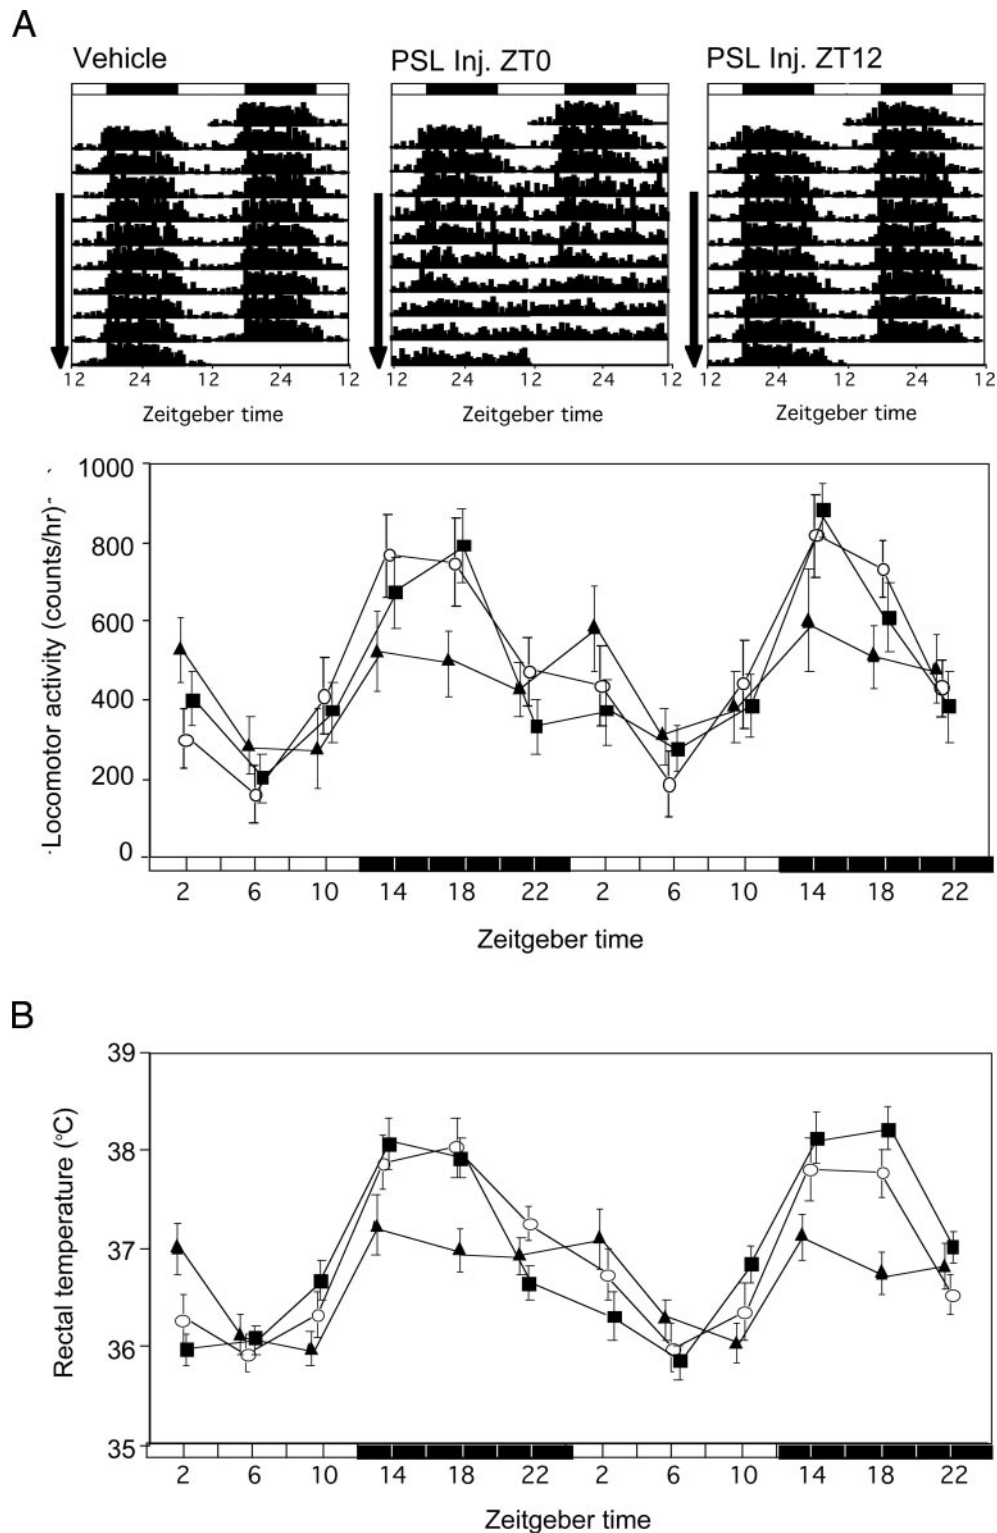 A
Vehicle PSL Inj. ZT0 PSL Inj. ZT12
12 24 12 24 12 12 24 12 24 12 12 24 12 24 12
Zeitgeber time Zeitgeber time Zeitgeber time
1000
800
600
400
200
0
Locomotor activity (counts/hr)
2 6 10 14 18 22 2 6 10 14 18 22
Zeitgeber time
B
39
38
37
36
35
Rectal temperature (°C)
2 6 10 14 18 22 2 6 10 14 18 22
Zeitgeber time